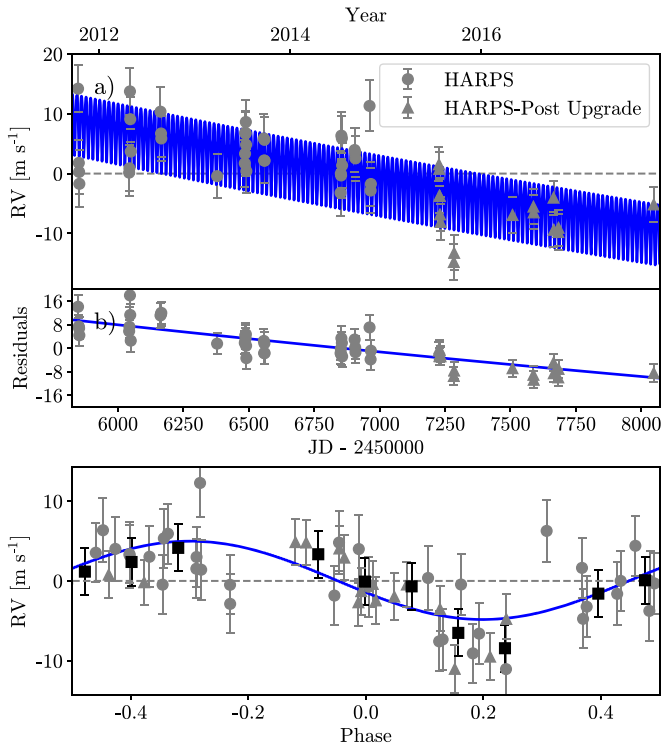 Year
2012 2014 2016
a)
HARPS
HARPS-Post Upgrade
20
10
0
-10
RV [m s⁻¹]
b)
16
8
0
-8
-16
Residuals
6000 6250 6500 6750 7000 7250 7500 7750 8000
JD - 2450000
10
0
-10
RV [m s⁻¹]
-0.4 -0.2 0.0 0.2 0.4
Phase